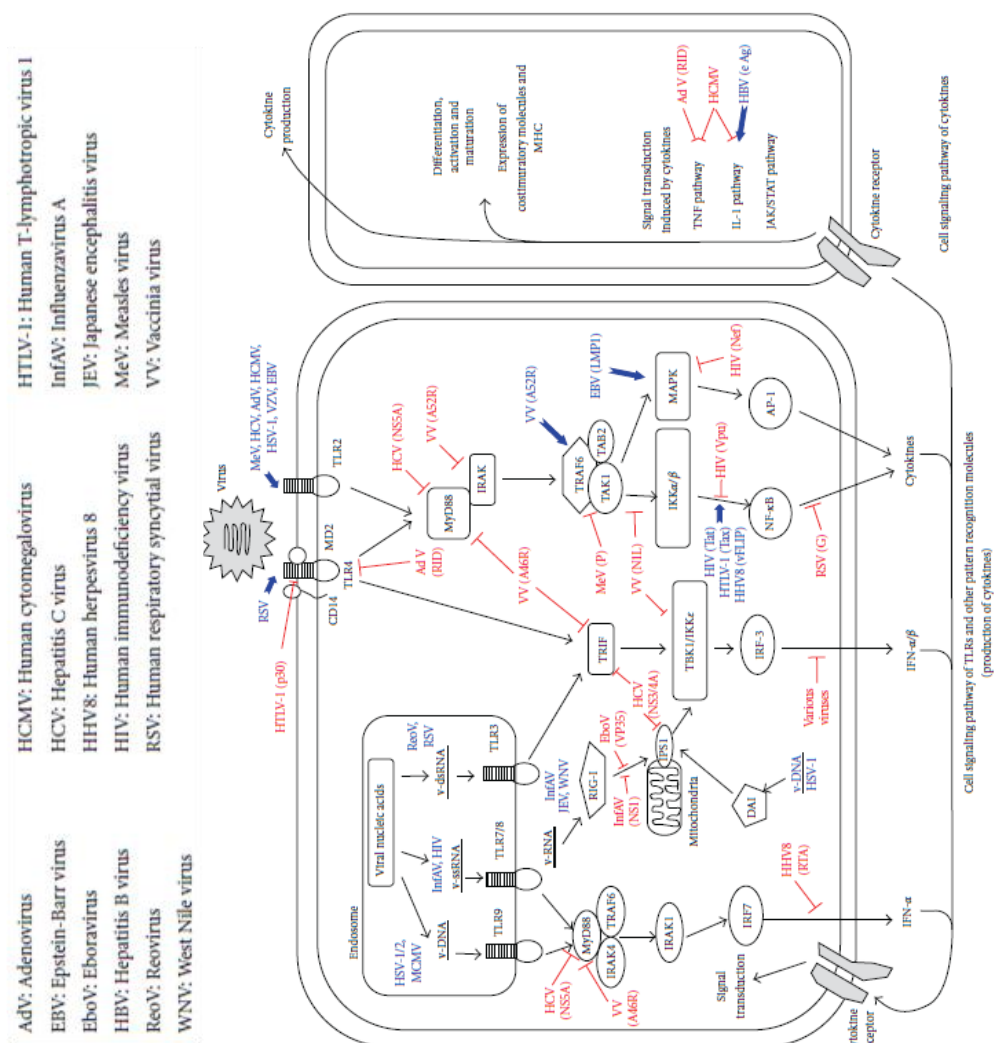 AdV: Adenovirus
EBV: Epstein-Barr virus
EboV: Eboravirus
HBV: Hepatitis B virus
ReoV: Reovirus
WNV: West Nile virus
HCMV: Human cytomegalovirus
HCV: Hepatitis C virus
HHV8: Human herpesvirus 8
HIV: Human immunodeficiency virus
RSV: Human respiratory syncytial virus
HTLV-1: Human T-lymphotropic virus 1
InfAV: Influenzavirus A
JEV: Japanese encephalitis virus
MeV: Measles virus
VV: Vaccinia virus
Virus
RSV
MeV, HCV, AdV, HCMV,
HSV-1, VZV, EBV
HTLV-1 (p30)
CD14
TLR4
MD2
TLR2
AdV
(RID)
HCV (NS5A)
VV (A52R)
MyD88
IRAK
VV (A46R)
VV (A52R)
TRAF6
TAB2
TAK1
MeV (P)
EBV (LMP1)
MAPK
HIV (Nef)
AP-1
VV (NIL)
IKKα/β
HIV (Vpu)
HIV (Tat)
HTLV-1 (Tax)
HHV8 (vFLIP)
NF-κB
RSV (G)
Cytokines
TRIF
TBK1/IKKε
IRF-3
Various
viruses
IFN-α/β
Endosome
Viral nucleic acids
HSV-1/2,
MCMV
v-DNA
TLR9
InfAV, HIV
v-ssRNA
TLR7/8
ReoV,
RSV
v-dsRNA
TLR3
v-RNA
InfAV
JEV, WNV
RIG-I
InfAV
(NS1)
EboV
(VP35)
HCV
(NS3/4A)
IPS1
Mitochondria
DAI
v-DNA
HSV-1
HCV
(NS5A)
VV
(A46R)
MyD88
TRAF6
IRAK4
IRAK1
IRF7
HHV8
(RTA)
IFN-α
Signal
transduction
ytokine
ceptor
Cell signaling pathway of TLRs and other pattern recognition molecules
(production of cytokines)
Cytokine
production
Differentiation,
activation and
maturation
Expression of
costimuratory molecules and
MHC
Signal transduction
induced by cytokines
TNF pathway
IL-1 pathway
JAK/STAT pathway
Ad V (RID)
HCMV
HBV (e Ag)
Cytokine receptor
Cell signaling pathway of cytokines